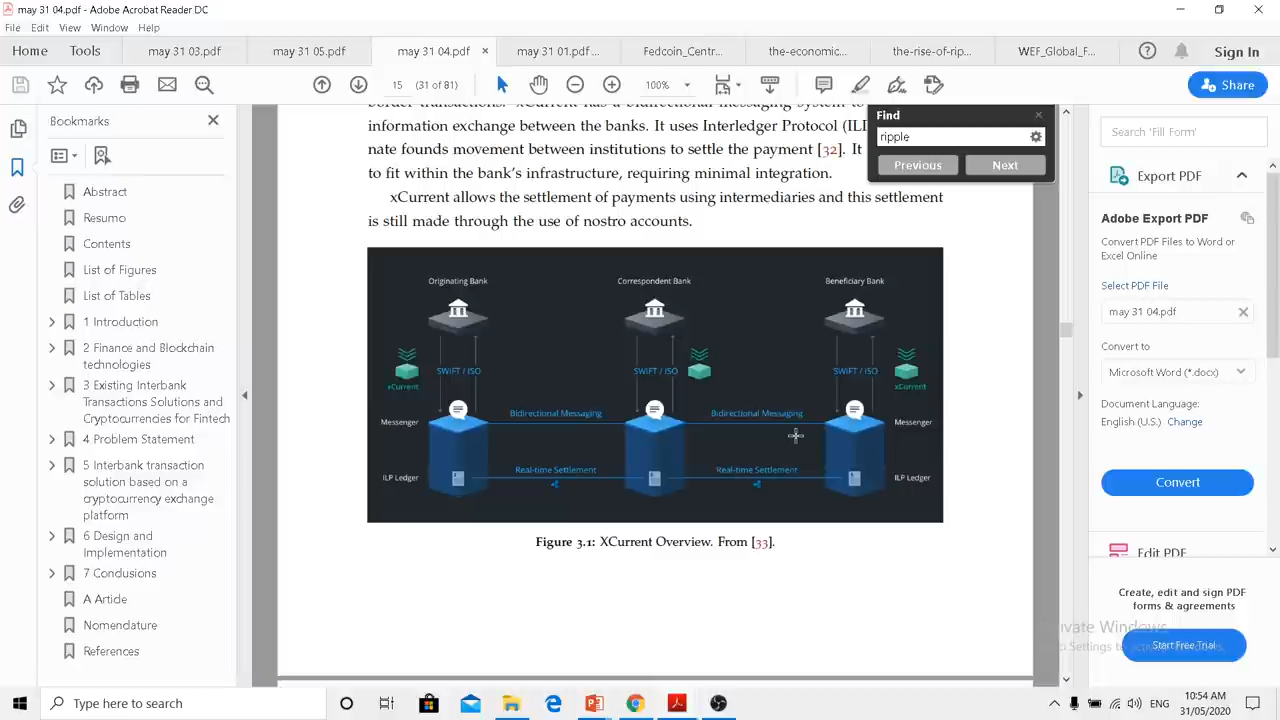 may 31 04.pdf - Adobe Acrobat Reader DC
File Edit View Window Help
Home Tools may 31 03.pdf may 31 05.pdf may 31 04.pdf × may 31 01.pdf ... Fedcoin_Centr... the-economic... the-rise-of-rip... WEF_Global_F... Sign In
15 (31 of 81) 100% Share
Bookmarks
Abstract
Resumo
Contents
List of Figures
List of Tables
1 Introduction
2 Finance and Blockchain
technologies
3 Existing Interbank
Transactions Solutions and
Cryptocurrencies for Fintech
4 Problem Statement
5 Interbank transaction
solution based on a
cryptocurrency exchange
platform
6 Design and
Implementation
7 Conclusions
A Article
Nomenclature
References
border transactions. xCurrent has a bidirectional messaging system to
information exchange between the banks. It uses Interledger Protocol (ILP
nate founds movement between institutions to settle the payment [32]. It
to fit within the bank's infrastructure, requiring minimal integration.
xCurrent allows the settlement of payments using intermediaries and this settlement
is still made through the use of nostro accounts.
Originating Bank Correspondent Bank Beneficiary Bank
xCurrent SWIFT / ISO SWIFT / ISO SWIFT / ISO xCurrent
Messenger Bidirectional Messaging Bidirectional Messaging Messenger
ILP Ledger Real-time Settlement Real-time Settlement ILP Ledger
Figure 3.1: XCurrent Overview. From [33].
Find
ripple
Previous Next
Search 'Fill Form'
Export PDF
Adobe Export PDF
Convert PDF Files to Word or
Excel Online
Select PDF File
may 31 04.pdf
Convert to
Microsoft Word (*.docx)
Document Language:
English (U.S.) Change
Convert
Edit PDF
Create, edit and sign PDF
forms & agreements
Start Free Trial
Type here to search
ENG
10:54 AM
31/05/2020